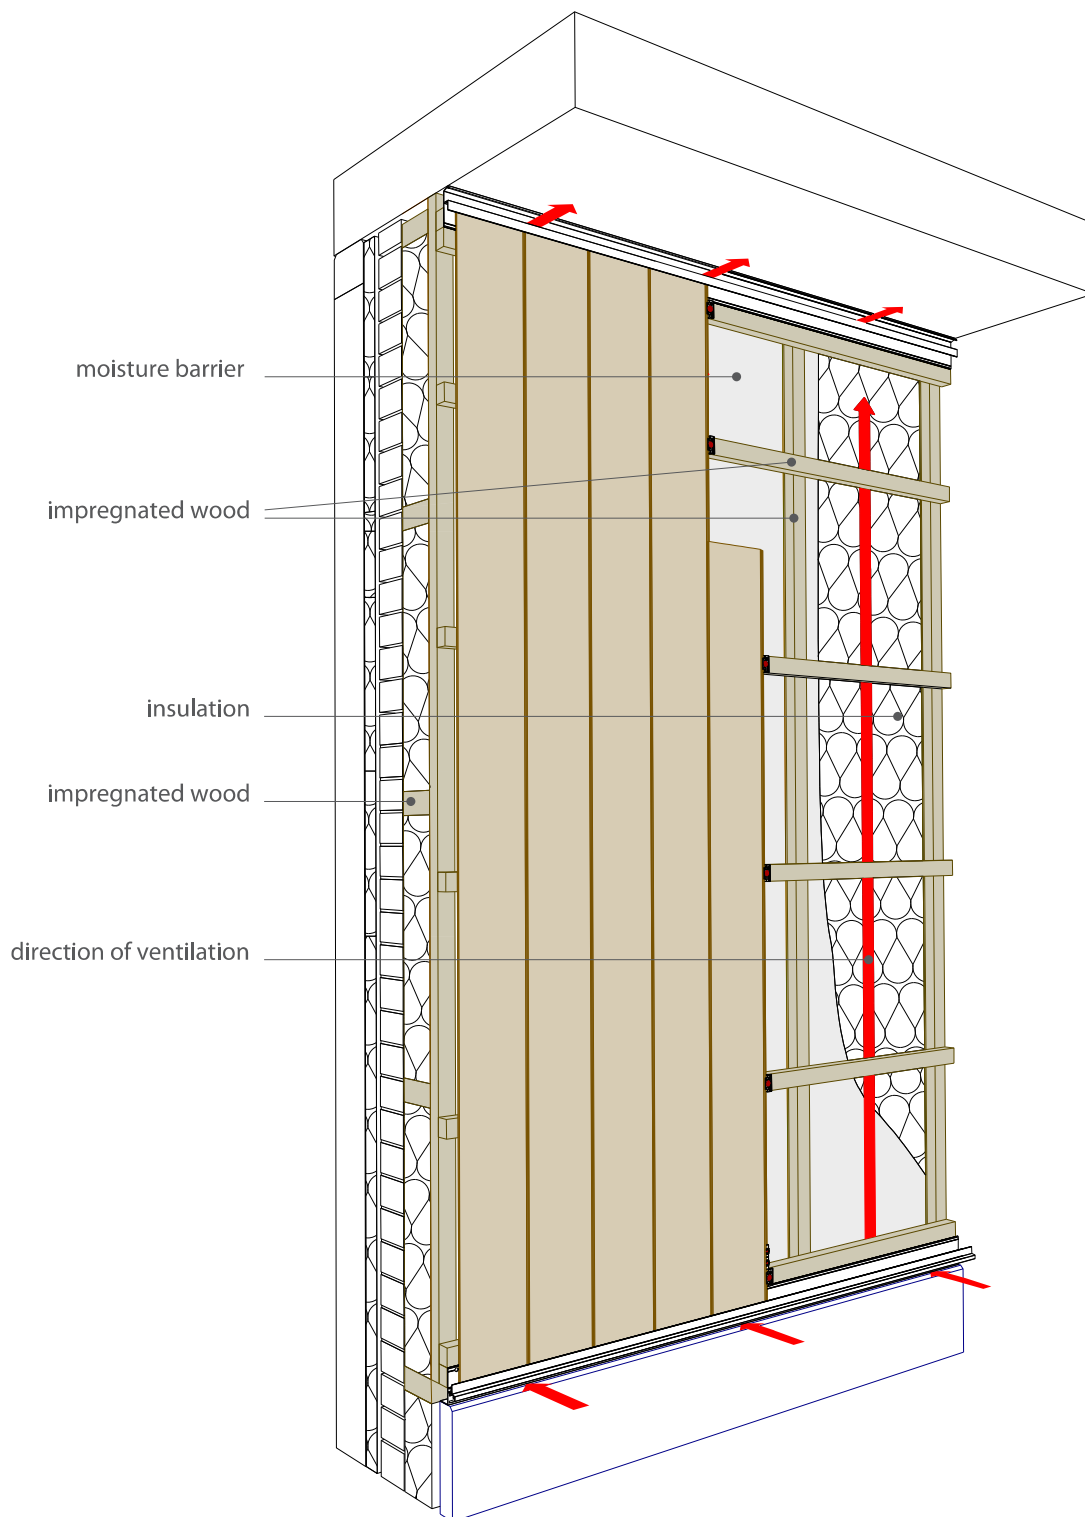 moisture barrier
impregnated wood
insulation
impregnated wood
direction of ventilation